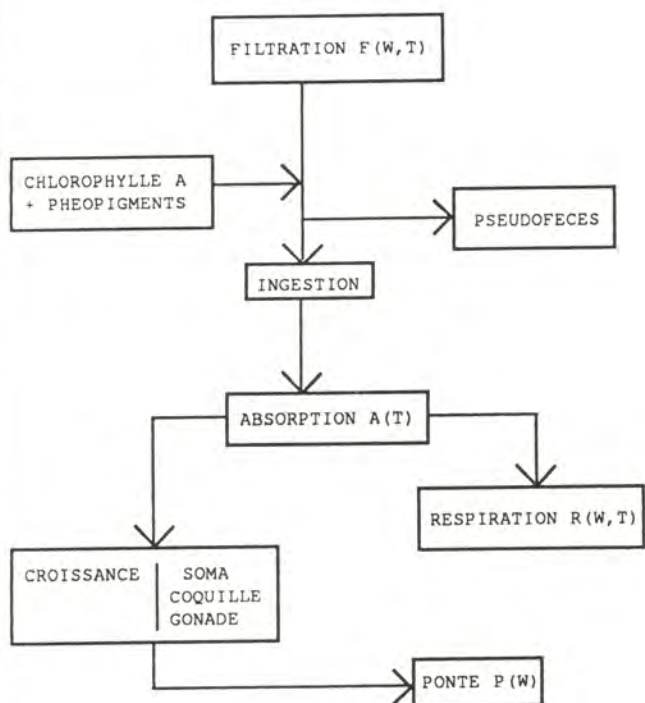 FILTRATION F(W,T)
CHLOROPHYLLE A
+ PHEOPIGMENTS
PSEUDOFECES
INGESTION
ABSORPTION A(T)
RESPIRATION R(W,T)
CROISSANCE SOMA
COQUILLE
GONADE
PONTE P(W)